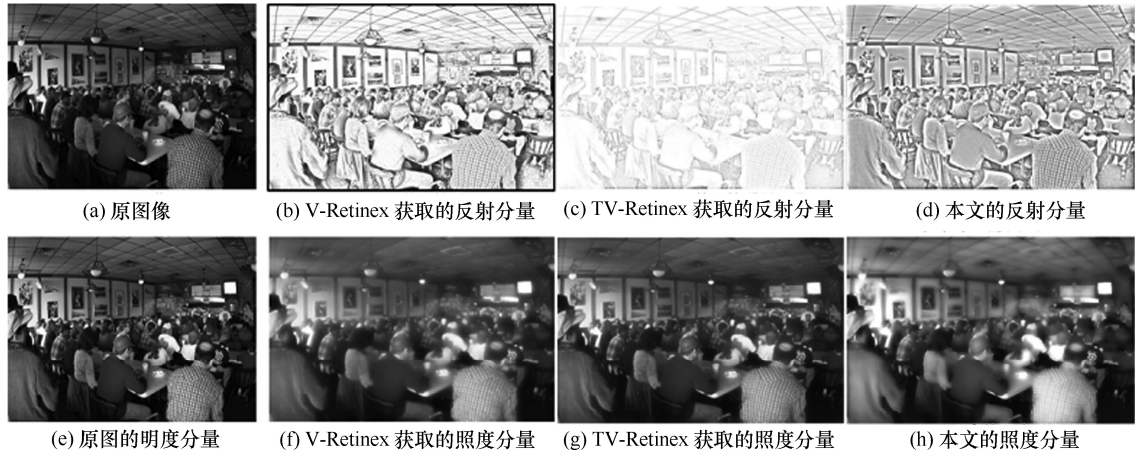 (a) 原图像
(b) V-Retinex 获取的反射分量
(c) TV-Retinex 获取的反射分量
(d) 本文的反射分量
(e) 原图的明度分量
(f) V-Retinex 获取的照度分量
(g) TV-Retinex 获取的照度分量
(h) 本文的照度分量